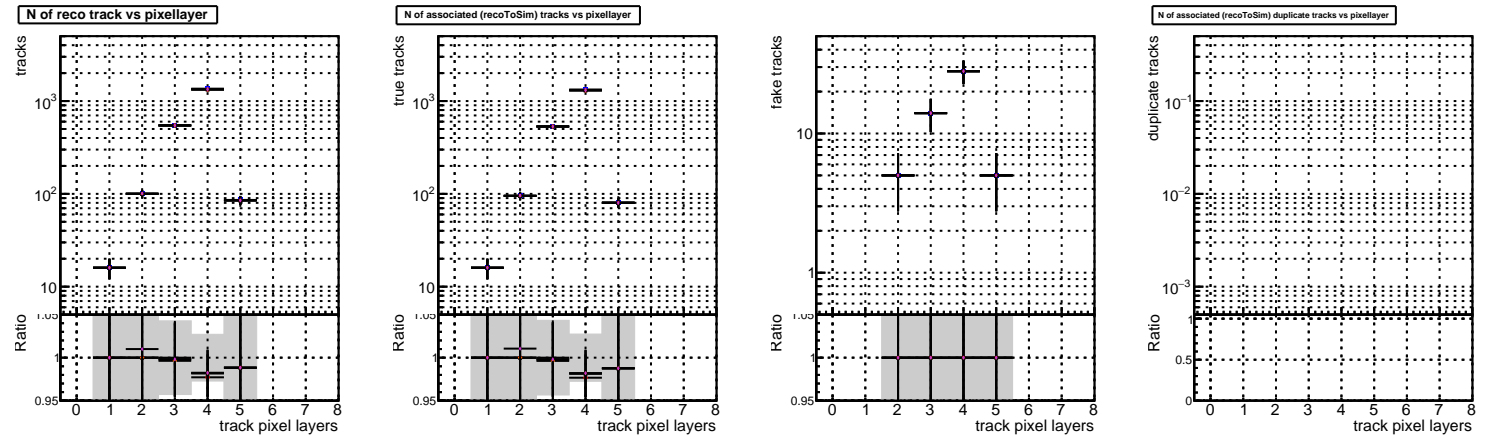 N of reco track vs pixellayer
tracks
10³
10²
10
1.05
Ratio
1
0.95
0 1 2 3 4 5 6 7 8
track pixel layers
N of associated (recoToSim) tracks vs pixellayer
true tracks
10³
10²
10
1.05
Ratio
1
0.95
0 1 2 3 4 5 6 7 8
track pixel layers
fake tracks
10
1
1.05
Ratio
1
0.95
0 1 2 3 4 5 6 7 8
track pixel layers
N of associated (recoToSim) duplicate tracks vs pixellayer
duplicate tracks
10⁻¹
10⁻²
10⁻³
Ratio
1
0.5
0
0 1 2 3 4 5 6 7 8
track pixel layers